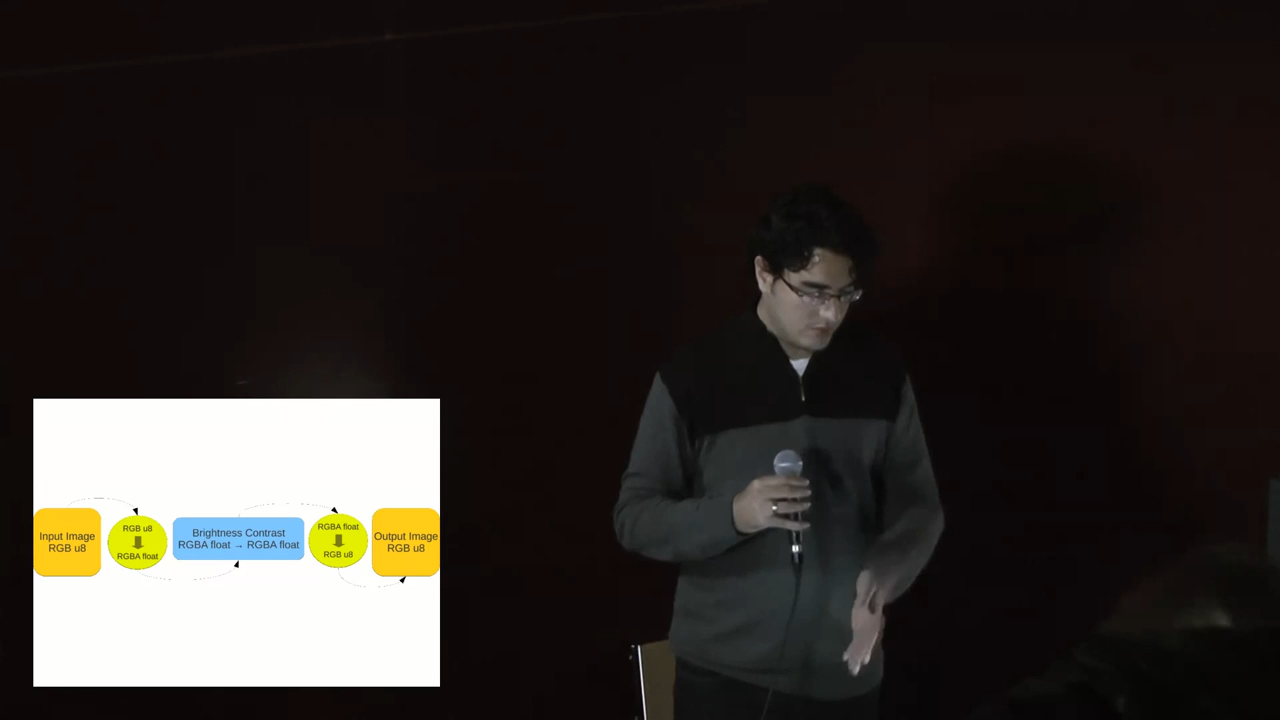 Input Image
RGB u8
RGB u8
RGBA float
Brightness Contrast
RGBA float → RGBA float
RGBA float
RGB u8
Output Image
RGB u8